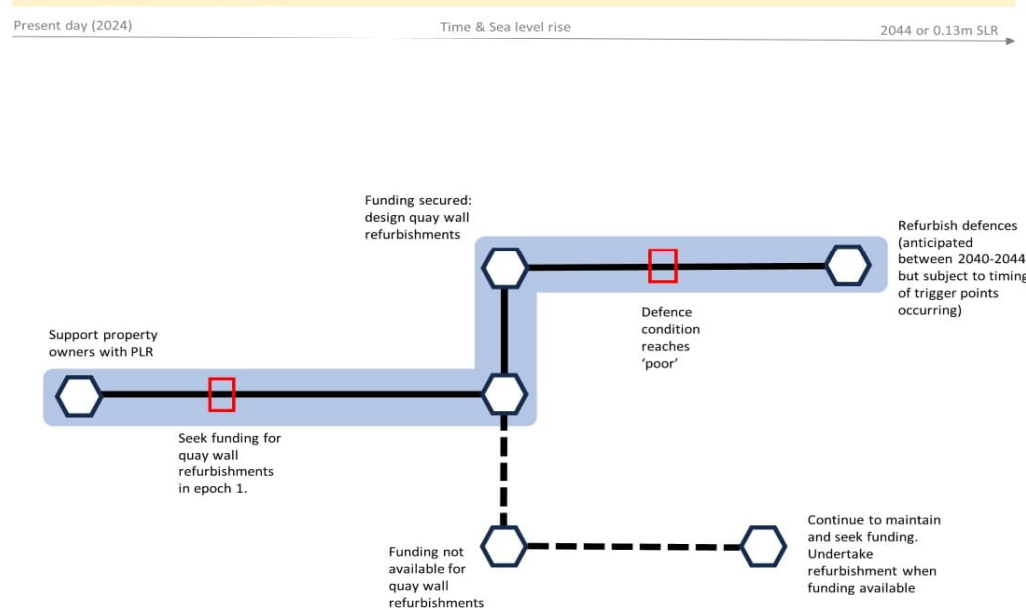 Present day (2024)
Time & Sea level rise
2044 or 0.13m SLR
Funding secured:
design quay wall
refurbishments
Refurbish defences
(anticipated
between 2040-2044
but subject to timing
of trigger points
occurring)
Defence
condition
reaches
‘poor’
Support property
owners with PLR
Seek funding for
quay wall
refurbishments
in epoch 1.
Funding not
available for
quay wall
refurbishments
Continue to maintain
and seek funding.
Undertake
refurbishment when
funding available